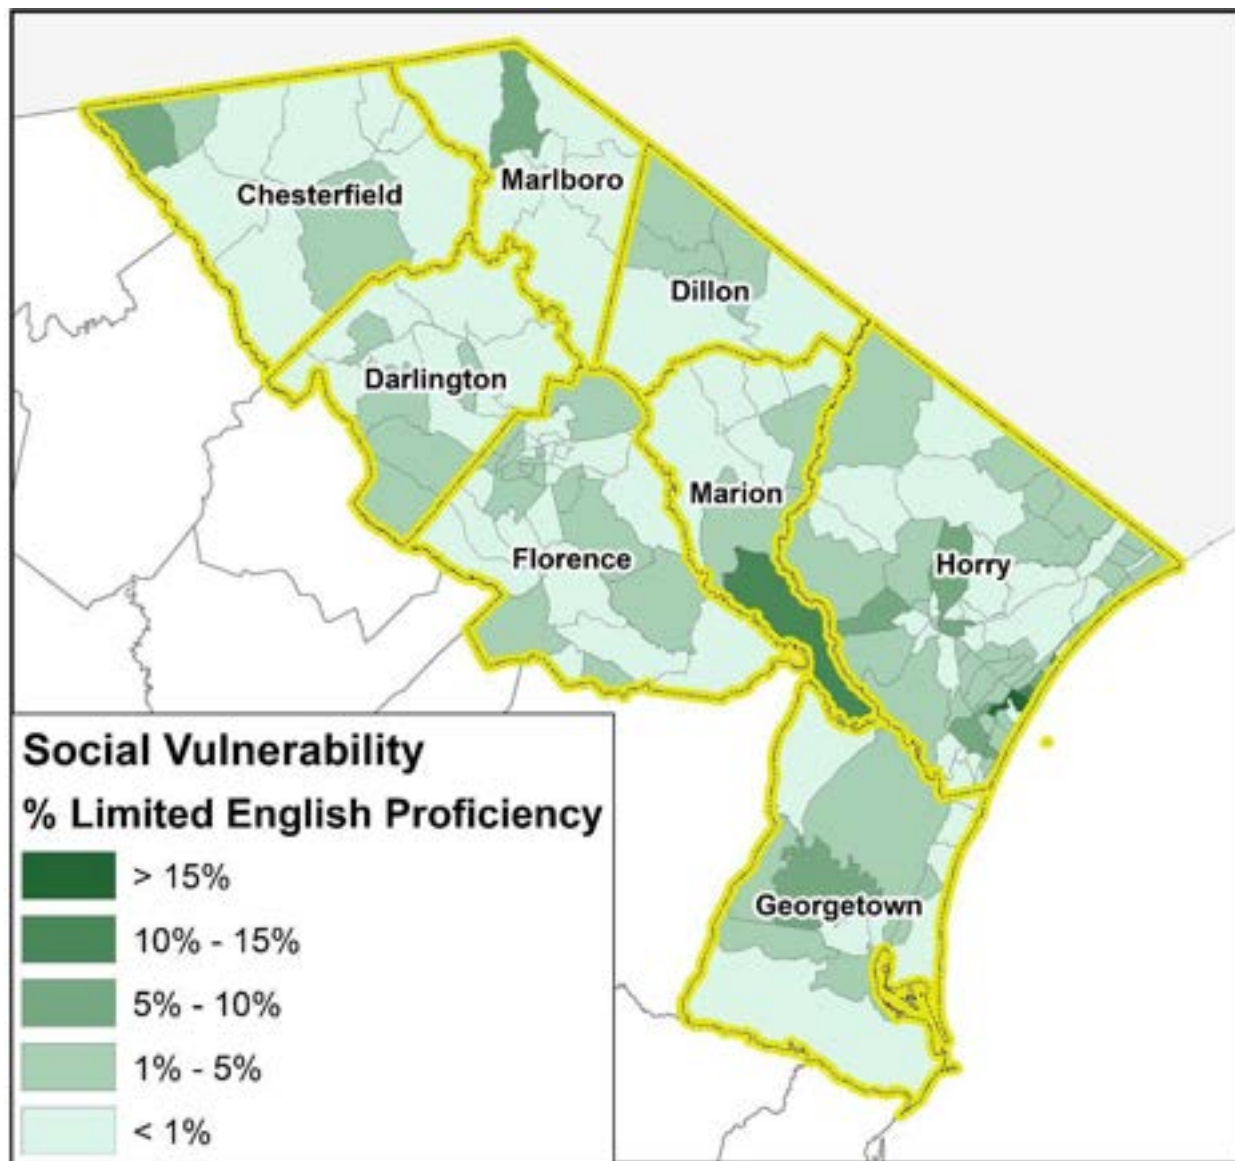 Chesterfield
Marlboro
Dillon
Darlington
Marion
Florence
Horry
Georgetown
Social Vulnerability
% Limited English Proficiency
> 15%
10% - 15%
5% - 10%
1% - 5%
< 1%